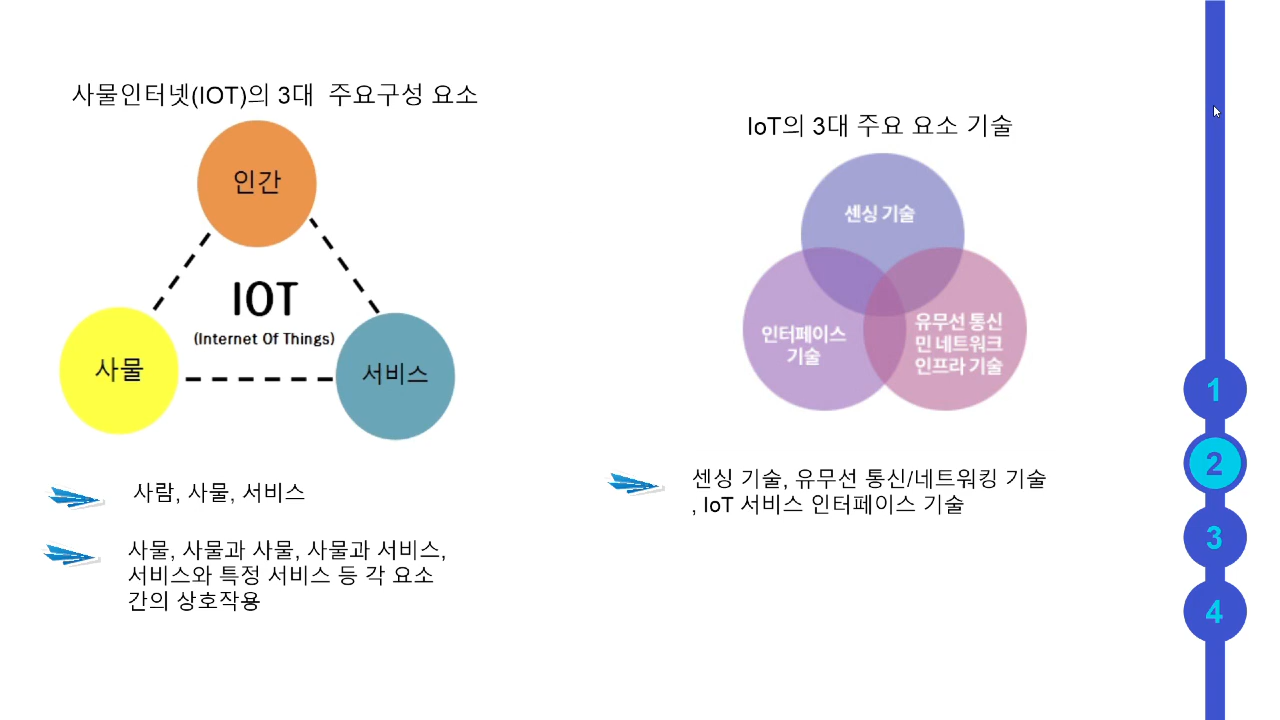 사물인터넷(IOT)의 3대 주요구성 요소
인간
IOT
(Internet Of Things)
사물
서비스
사람, 사물, 서비스
사물, 사물과 사물, 사물과 서비스,
서비스와 특정 서비스 등 각 요소
간의 상호작용
IoT의 3대 주요 요소 기술
센싱 기술
인터페이스
기술
유무선 통신
민 네트워크
인프라 기술
센싱 기술, 유무선 통신/네트워킹 기술
, IoT 서비스 인터페이스 기술
1
2
3
4